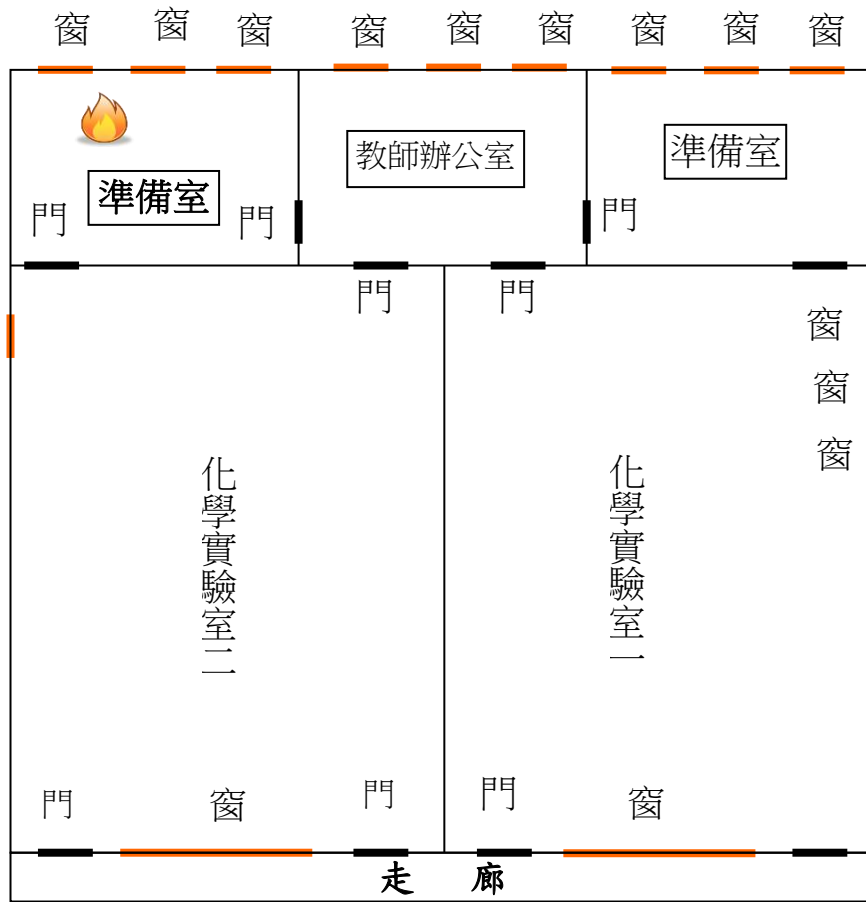 窗 窗 窗 窗 窗 窗 窗 窗 窗
教師辦公室
準備室
準備室
門 門 門
門 門
窗
窗
窗
化學實驗室二
化學實驗室一
門 窗 門 門 窗
走廊